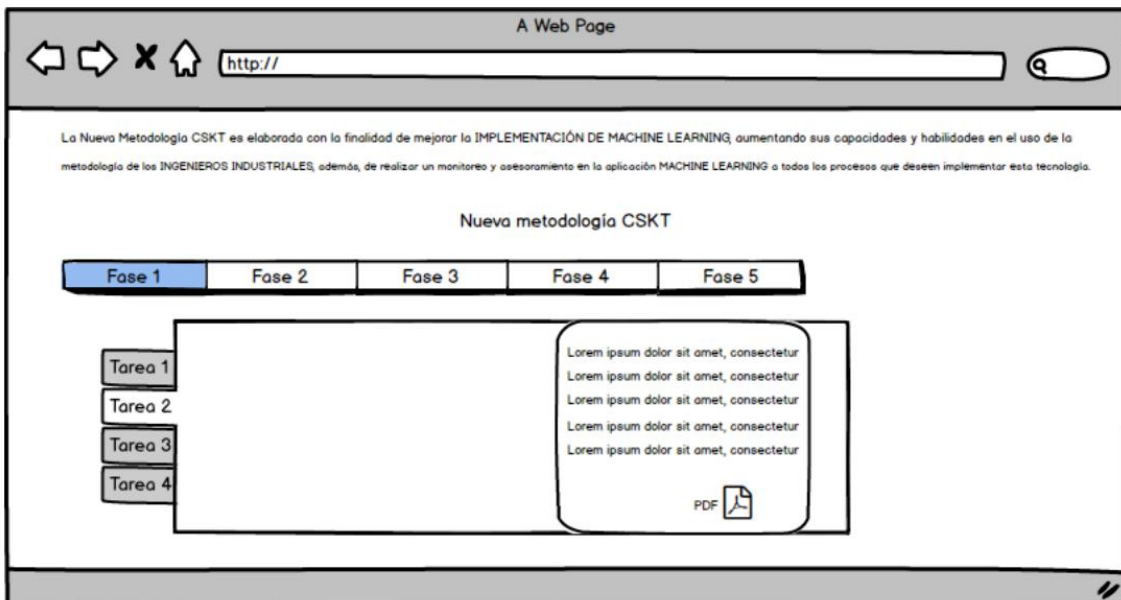 A Web Page
http://
La Nueva Metodología CSKT es elaborada con la finalidad de mejorar la IMPLEMENTACIÓN DE MACHINE LEARNING, aumentando sus capacidades y habilidades en el uso de la
metodología de los INGENIEROS INDUSTRIALES, además, de realizar un monitoreo y asesoramiento en la aplicación MACHINE LEARNING a todos los procesos que deseen implementar esta tecnología.
Nueva metodología CSKT
Fase 1 Fase 2 Fase 3 Fase 4 Fase 5
Tarea 1
Tarea 2
Tarea 3
Tarea 4
Lorem ipsum dolor sit amet, consectetur
Lorem ipsum dolor sit amet, consectetur
Lorem ipsum dolor sit amet, consectetur
Lorem ipsum dolor sit amet, consectetur
Lorem ipsum dolor sit amet, consectetur
PDF